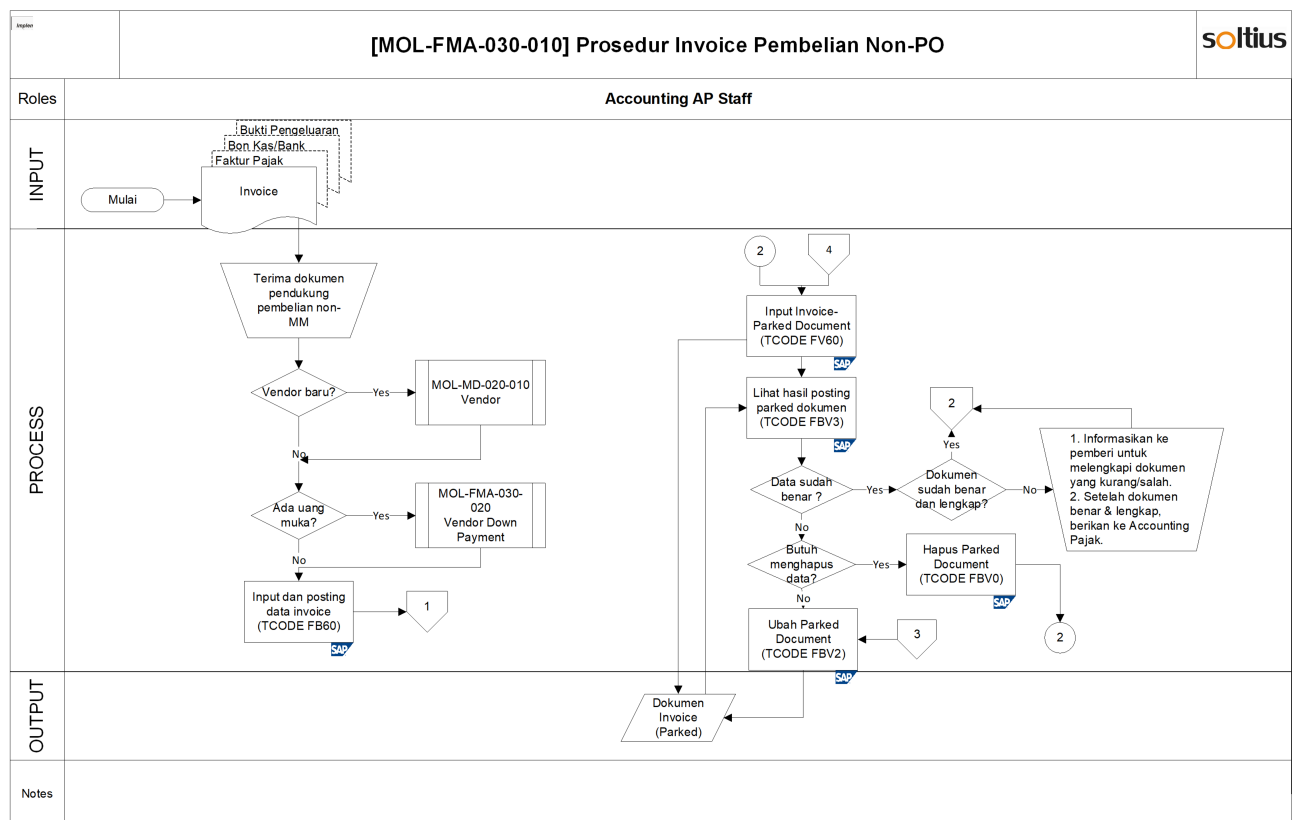 Implen
[MOL-FMA-030-010] Prosedur Invoice Pembelian Non-PO
soltius
Roles
Accounting AP Staff
INPUT
Bukti Pengeluaran
Bon Kas/Bank
Faktur Pajak
Invoice
Mulai
PROCESS
Terima dokumen
pendukung
pembelian non-
MM
Vendor baru?
Yes
MOL-MD-020-010
Vendor
No
Ada uang
muka?
Yes
MOL-FMA-030-
020
Vendor Down
Payment
No
Input dan posting
data invoice
(TCODE FB60)
SAP
1
2
4
Input Invoice-
Parked Document
(TCODE FV60)
SAP
Lihat hasil posting
parked dokumen
(TCODE FBV3)
SAP
Data sudah
benar ?
Yes
Dokumen
sudah benar
dan lengkap?
Yes
2
No
1. Informasikan ke
pemberi untuk
melengkapi dokumen
yang kurang/salah.
2. Setelah dokumen
benar & lengkap,
berikan ke Accounting
Pajak.
No
Butuh
menghapus
data?
Yes
Hapus Parked
Document
(TCODE FBV0)
SAP
2
No
Ubah Parked
Document
(TCODE FBV2)
SAP
3
OUTPUT
Dokumen
Invoice
(Parked)
Notes